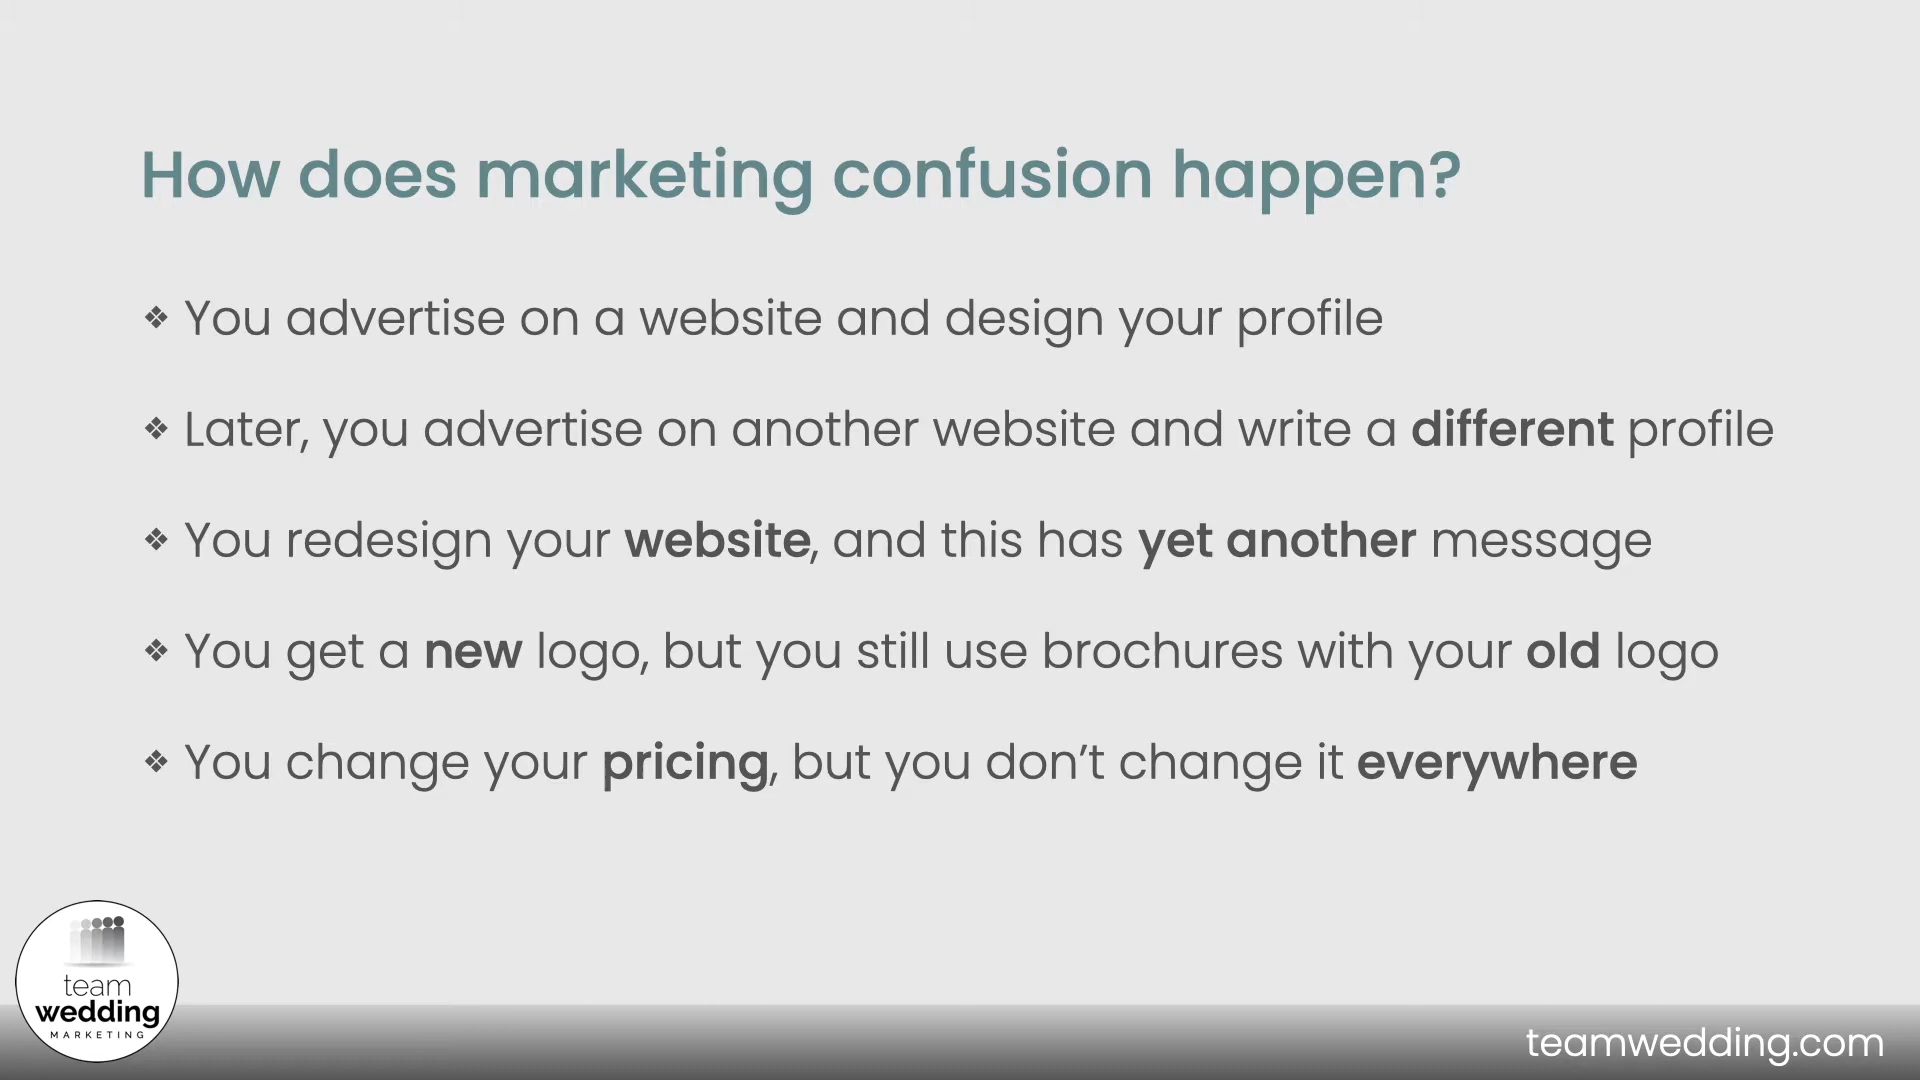 How does marketing confusion happen?
❖ You advertise on a website and design your profile
❖ Later, you advertise on another website and write a different profile
❖ You redesign your website, and this has yet another message
❖ You get a new logo, but you still use brochures with your old logo
❖ You change your pricing, but you don’t change it everywhere
team
wedding
MARKETING
teamwedding.com